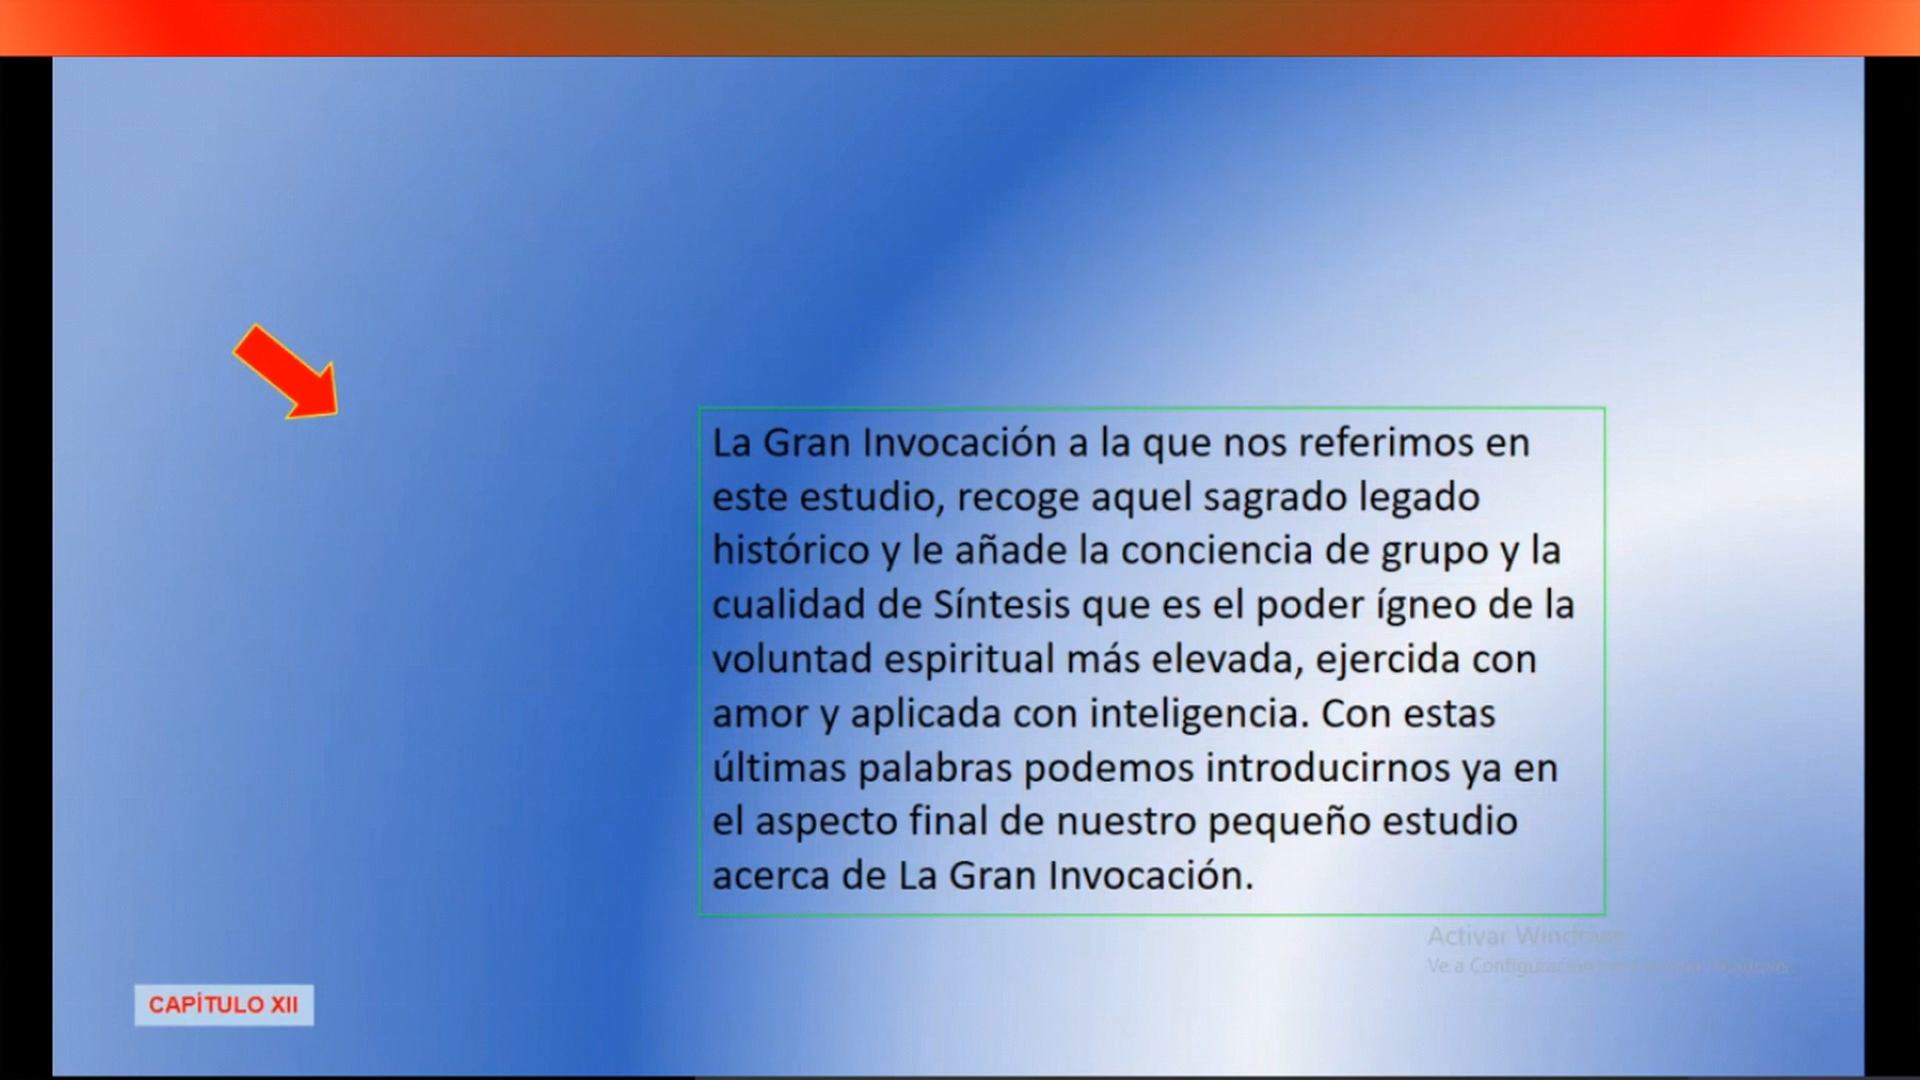 La Gran Invocación a la que nos referimos en
este estudio, recoge aquel sagrado legado
histórico y le añade la conciencia de grupo y la
cualidad de Síntesis que es el poder ígneo de la
voluntad espiritual más elevada, ejercida con
amor y aplicada con inteligencia. Con estas
últimas palabras podemos introducirnos ya en
el aspecto final de nuestro pequeño estudio
acerca de La Gran Invocación.
Activar Windows
Ve a Configuración
CAPÍTULO XII